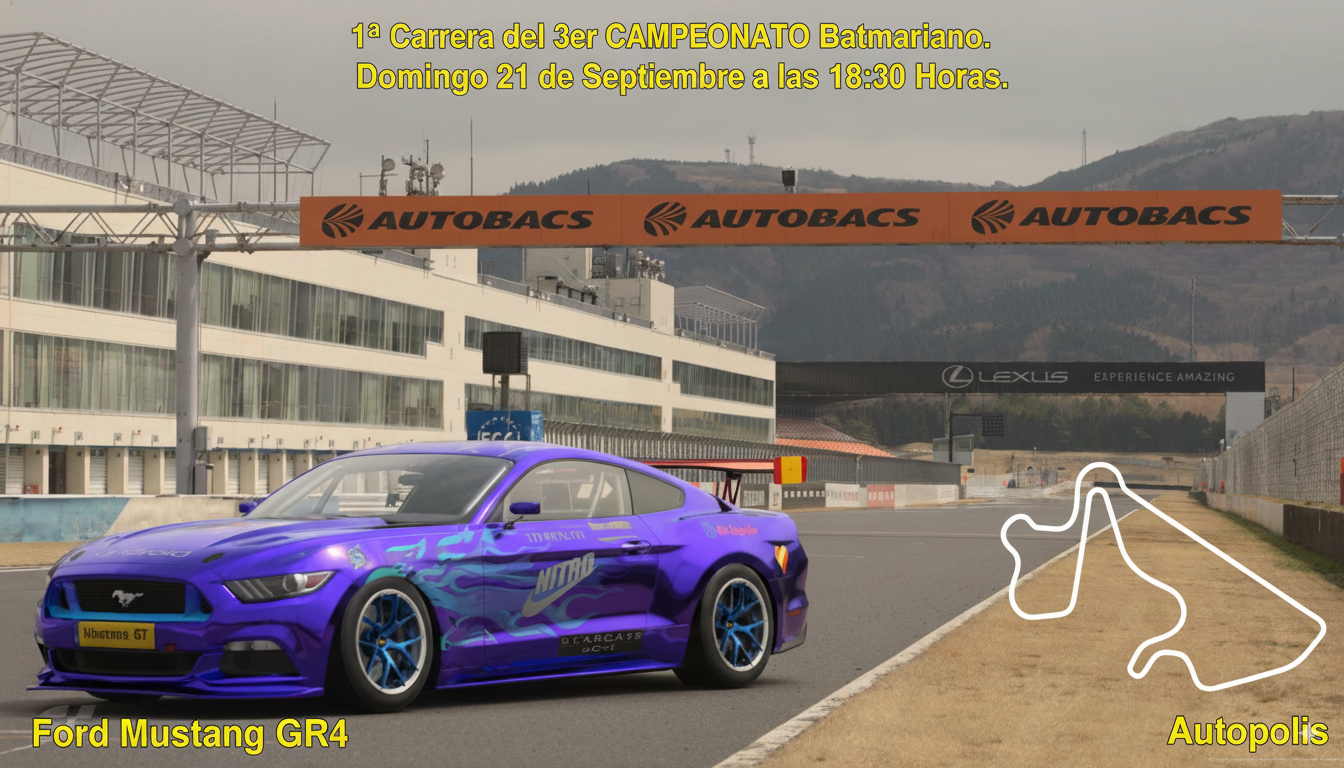 1ª Carrera del 3er CAMPEONATO Batmariano.
Domingo 21 de Septiembre a las 18:30 Horas.
AUTOBACS AUTOBACS AUTOBACS
LEXUS EXPERIENCE AMAZING
NITRO
Ford Mustang GR4
Autopolis